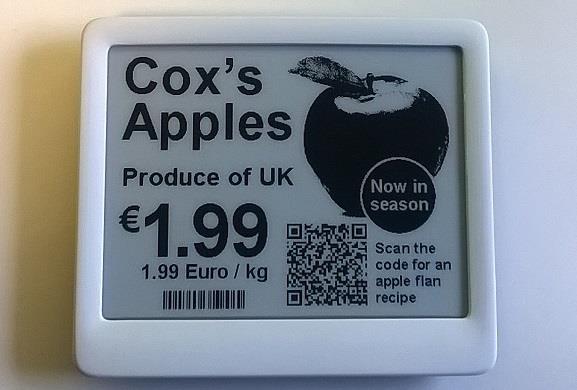 Cox's
Apples
Produce of UK
€1.99
1.99 Euro / kg
Now in
season
Scan the
code for an
apple flan
recipe